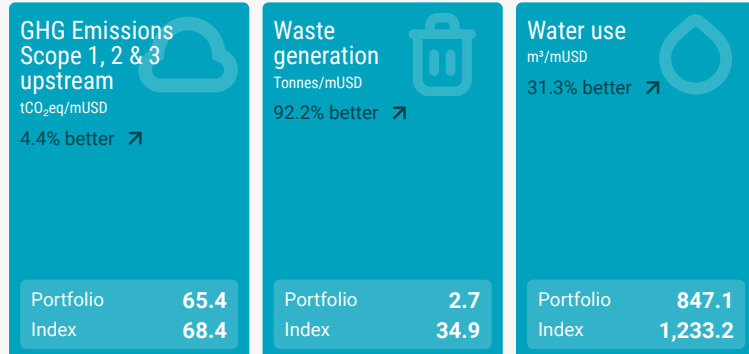 GHG Emissions
Scope 1, 2 & 3
upstream
tCO₂eq/mUSD
4.4% better
Portfolio 65.4
Index 68.4
Waste
generation
Tonnes/mUSD
92.2% better
Portfolio 2.7
Index 34.9
Water use
m³/mUSD
31.3% better
Portfolio 847.1
Index 1,233.2